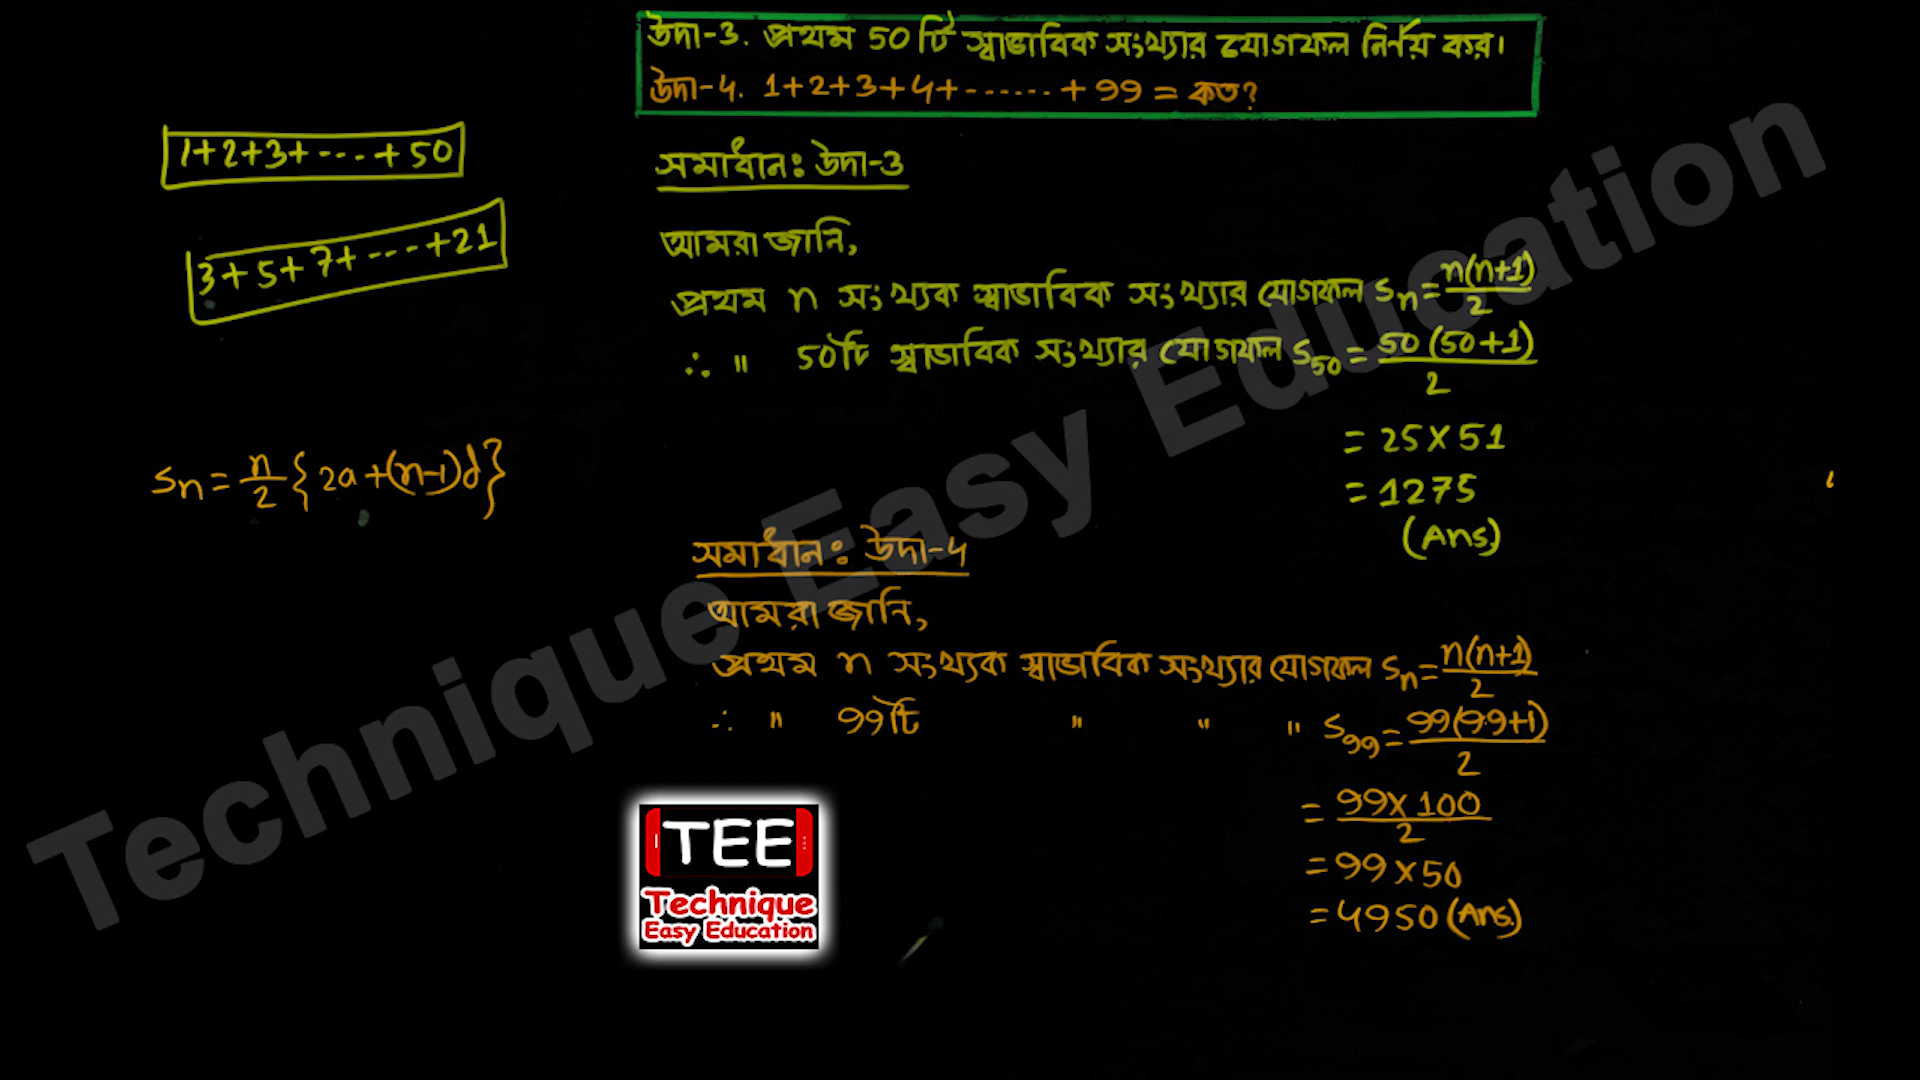 উদা-3. প্রথম 50টি স্বাভাবিক সংখ্যার যোগফল নির্ণয় কর।
উদা-4. 1+2+3+4+-------+99 = কত?
1+2+3+----+50
3+5+7+----+21
Sn = n/2 {2a+(n-1)d}
সমাধান: উদা-3
আমরা জানি,
প্রথম n সংখ্যক স্বাভাবিক সংখ্যার যোগফল Sn = n(n+1)/2
∴ " 50টি স্বাভাবিক সংখ্যার যোগফল S50 = 50(50+1)/2
= 25×51
= 1275
(Ans.)
সমাধান: উদা-4
আমরা জানি,
প্রথম n সংখ্যক স্বাভাবিক সংখ্যার যোগফল Sn = n(n+1)/2
∴ " 99টি " " " S99 = 99(99+1)/2
= 99×100/2
= 99×50
= 4950 (Ans.)
TEE
Technique
Easy Education
Technique Easy Education